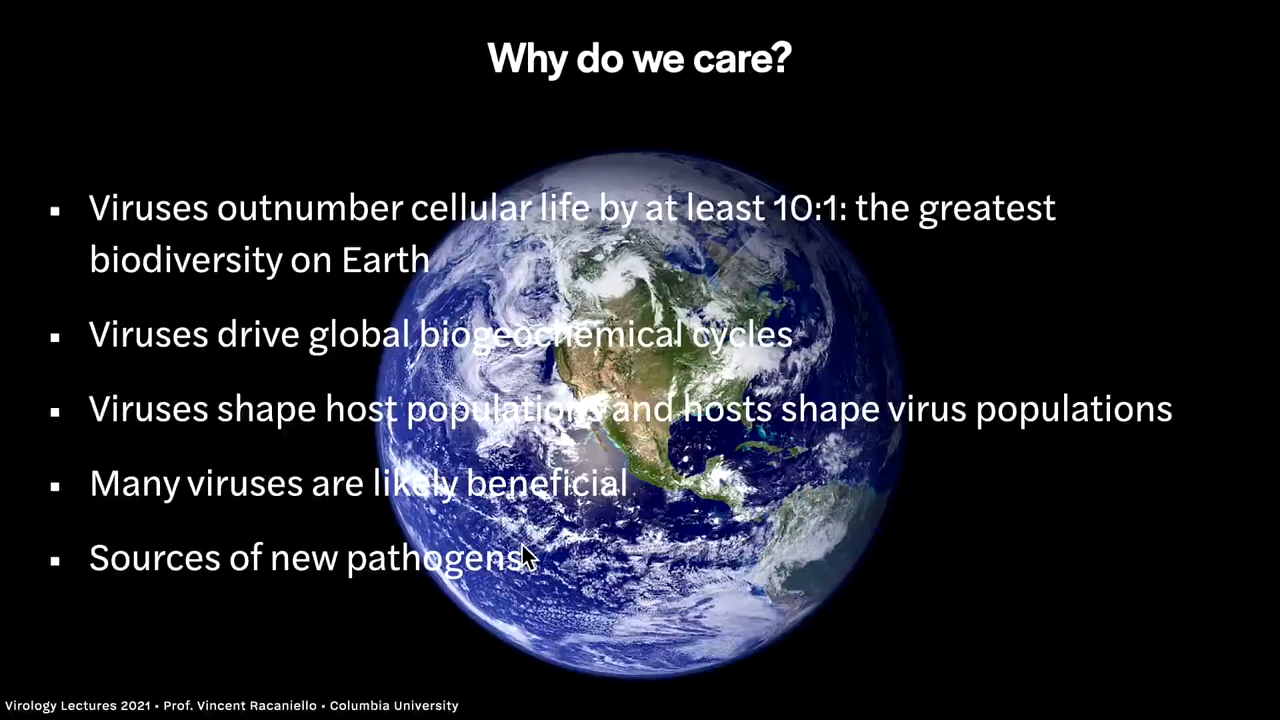 Why do we care?
▪ Viruses outnumber cellular life by at least 10:1: the greatest
biodiversity on Earth
▪ Viruses drive global biogeochemical cycles
▪ Viruses shape host populations and hosts shape virus populations
▪ Many viruses are likely beneficial
▪ Sources of new pathogens
Virology Lectures 2021 • Prof. Vincent Racaniello • Columbia University